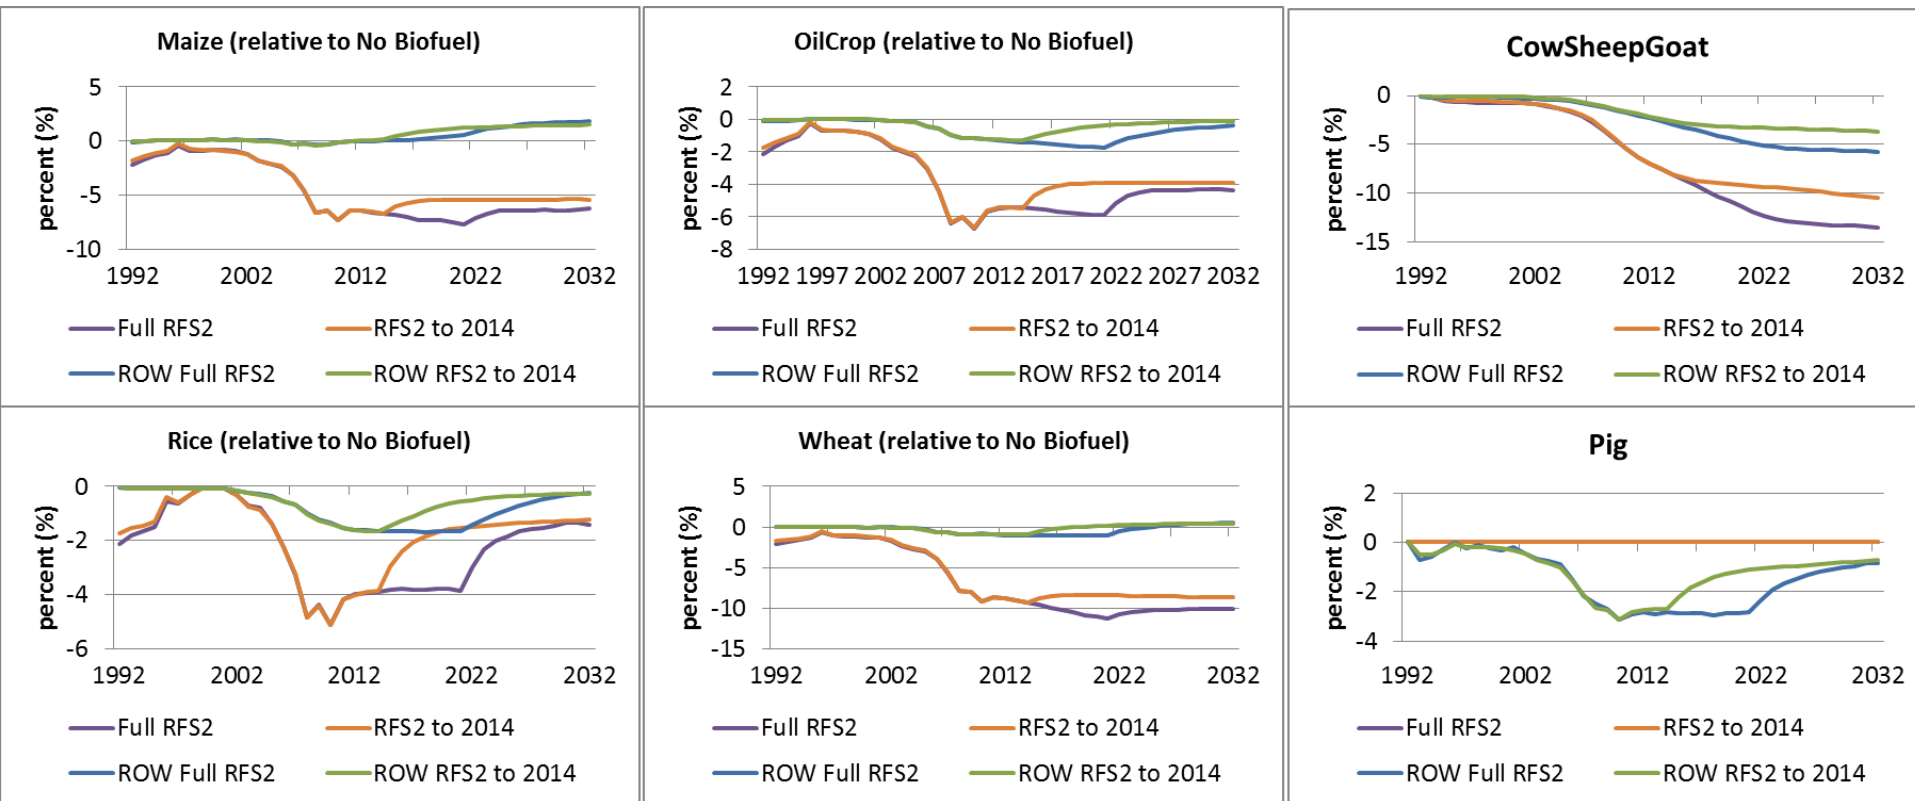 Maize (relative to No Biofuel)
percent (%)
5
0
-5
-10
1992 2002 2012 2022 2032
Full RFS2 RFS2 to 2014
ROW Full RFS2 ROW RFS2 to 2014
OilCrop (relative to No Biofuel)
percent (%)
2
0
-2
-4
-6
-8
1992 1997 2002 2007 2012 2017 2022 2027 2032
Full RFS2 RFS2 to 2014
ROW Full RFS2 ROW RFS2 to 2014
CowSheepGoat
percent (%)
0
-5
-10
-15
1992 2002 2012 2022 2032
Full RFS2 RFS2 to 2014
ROW Full RFS2 ROW RFS2 to 2014
Rice (relative to No Biofuel)
percent (%)
0
-2
-4
-6
1992 2002 2012 2022 2032
Full RFS2 RFS2 to 2014
ROW Full RFS2 ROW RFS2 to 2014
Wheat (relative to No Biofuel)
percent (%)
5
0
-5
-10
-15
1992 2002 2012 2022 2032
Full RFS2 RFS2 to 2014
ROW Full RFS2 ROW RFS2 to 2014
Pig
percent (%)
2
0
-2
-4
1992 2002 2012 2022 2032
Full RFS2 RFS2 to 2014
ROW Full RFS2 ROW RFS2 to 2014